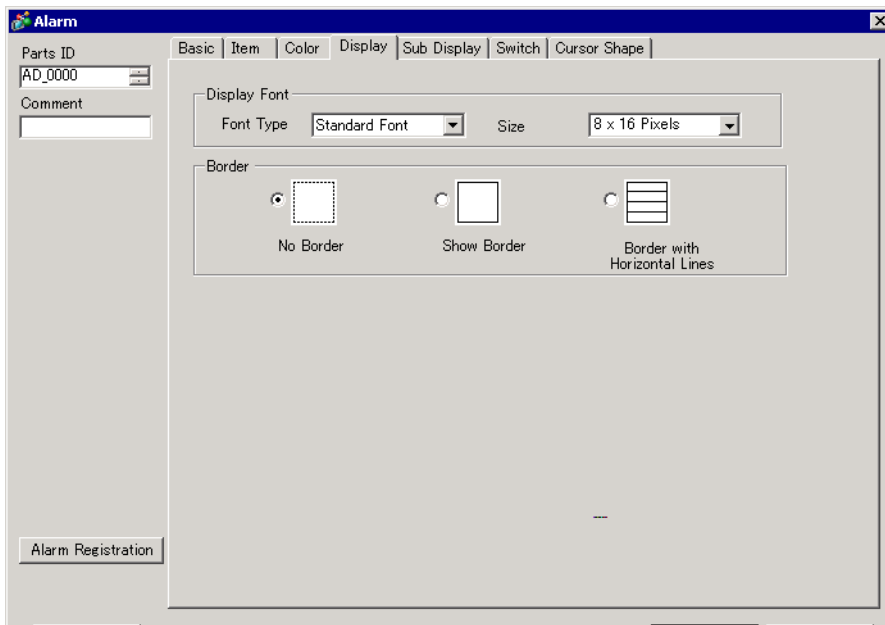 Alarm
Parts ID
AD_0000
Comment
Basic Item Color Display Sub Display Switch Cursor Shape
Display Font
Font Type Standard Font Size 8 x 16 Pixels
Border
No Border Show Border Border with
Horizontal Lines
Alarm Registration